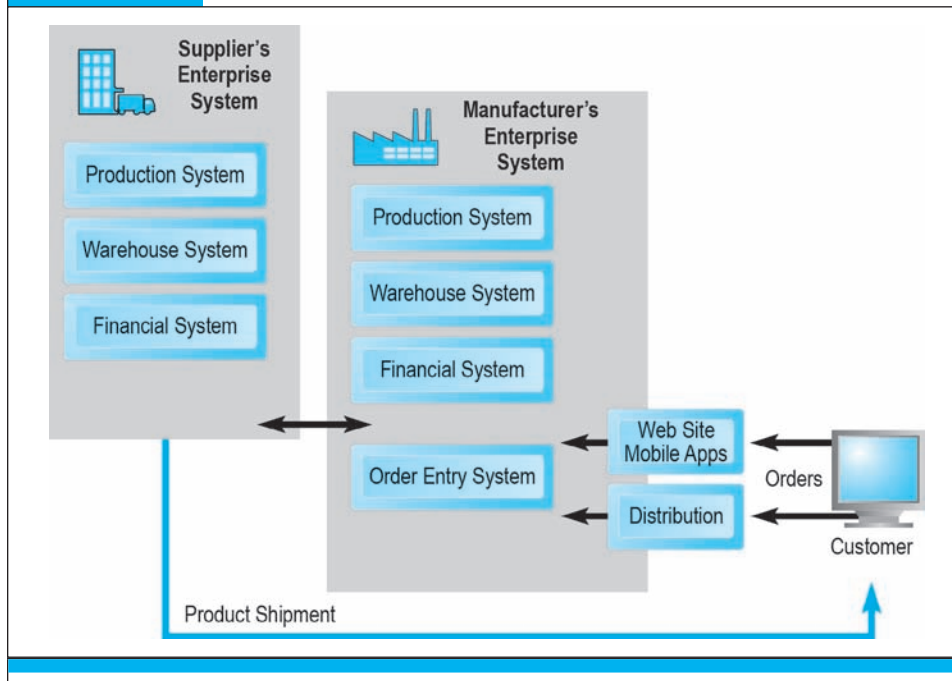 Supplier's
Enterprise
System
Production System
Warehouse System
Financial System
Manufacturer's
Enterprise
System
Production System
Warehouse System
Financial System
Order Entry System
Web Site
Mobile Apps
Distribution
Orders
Customer
Product Shipment